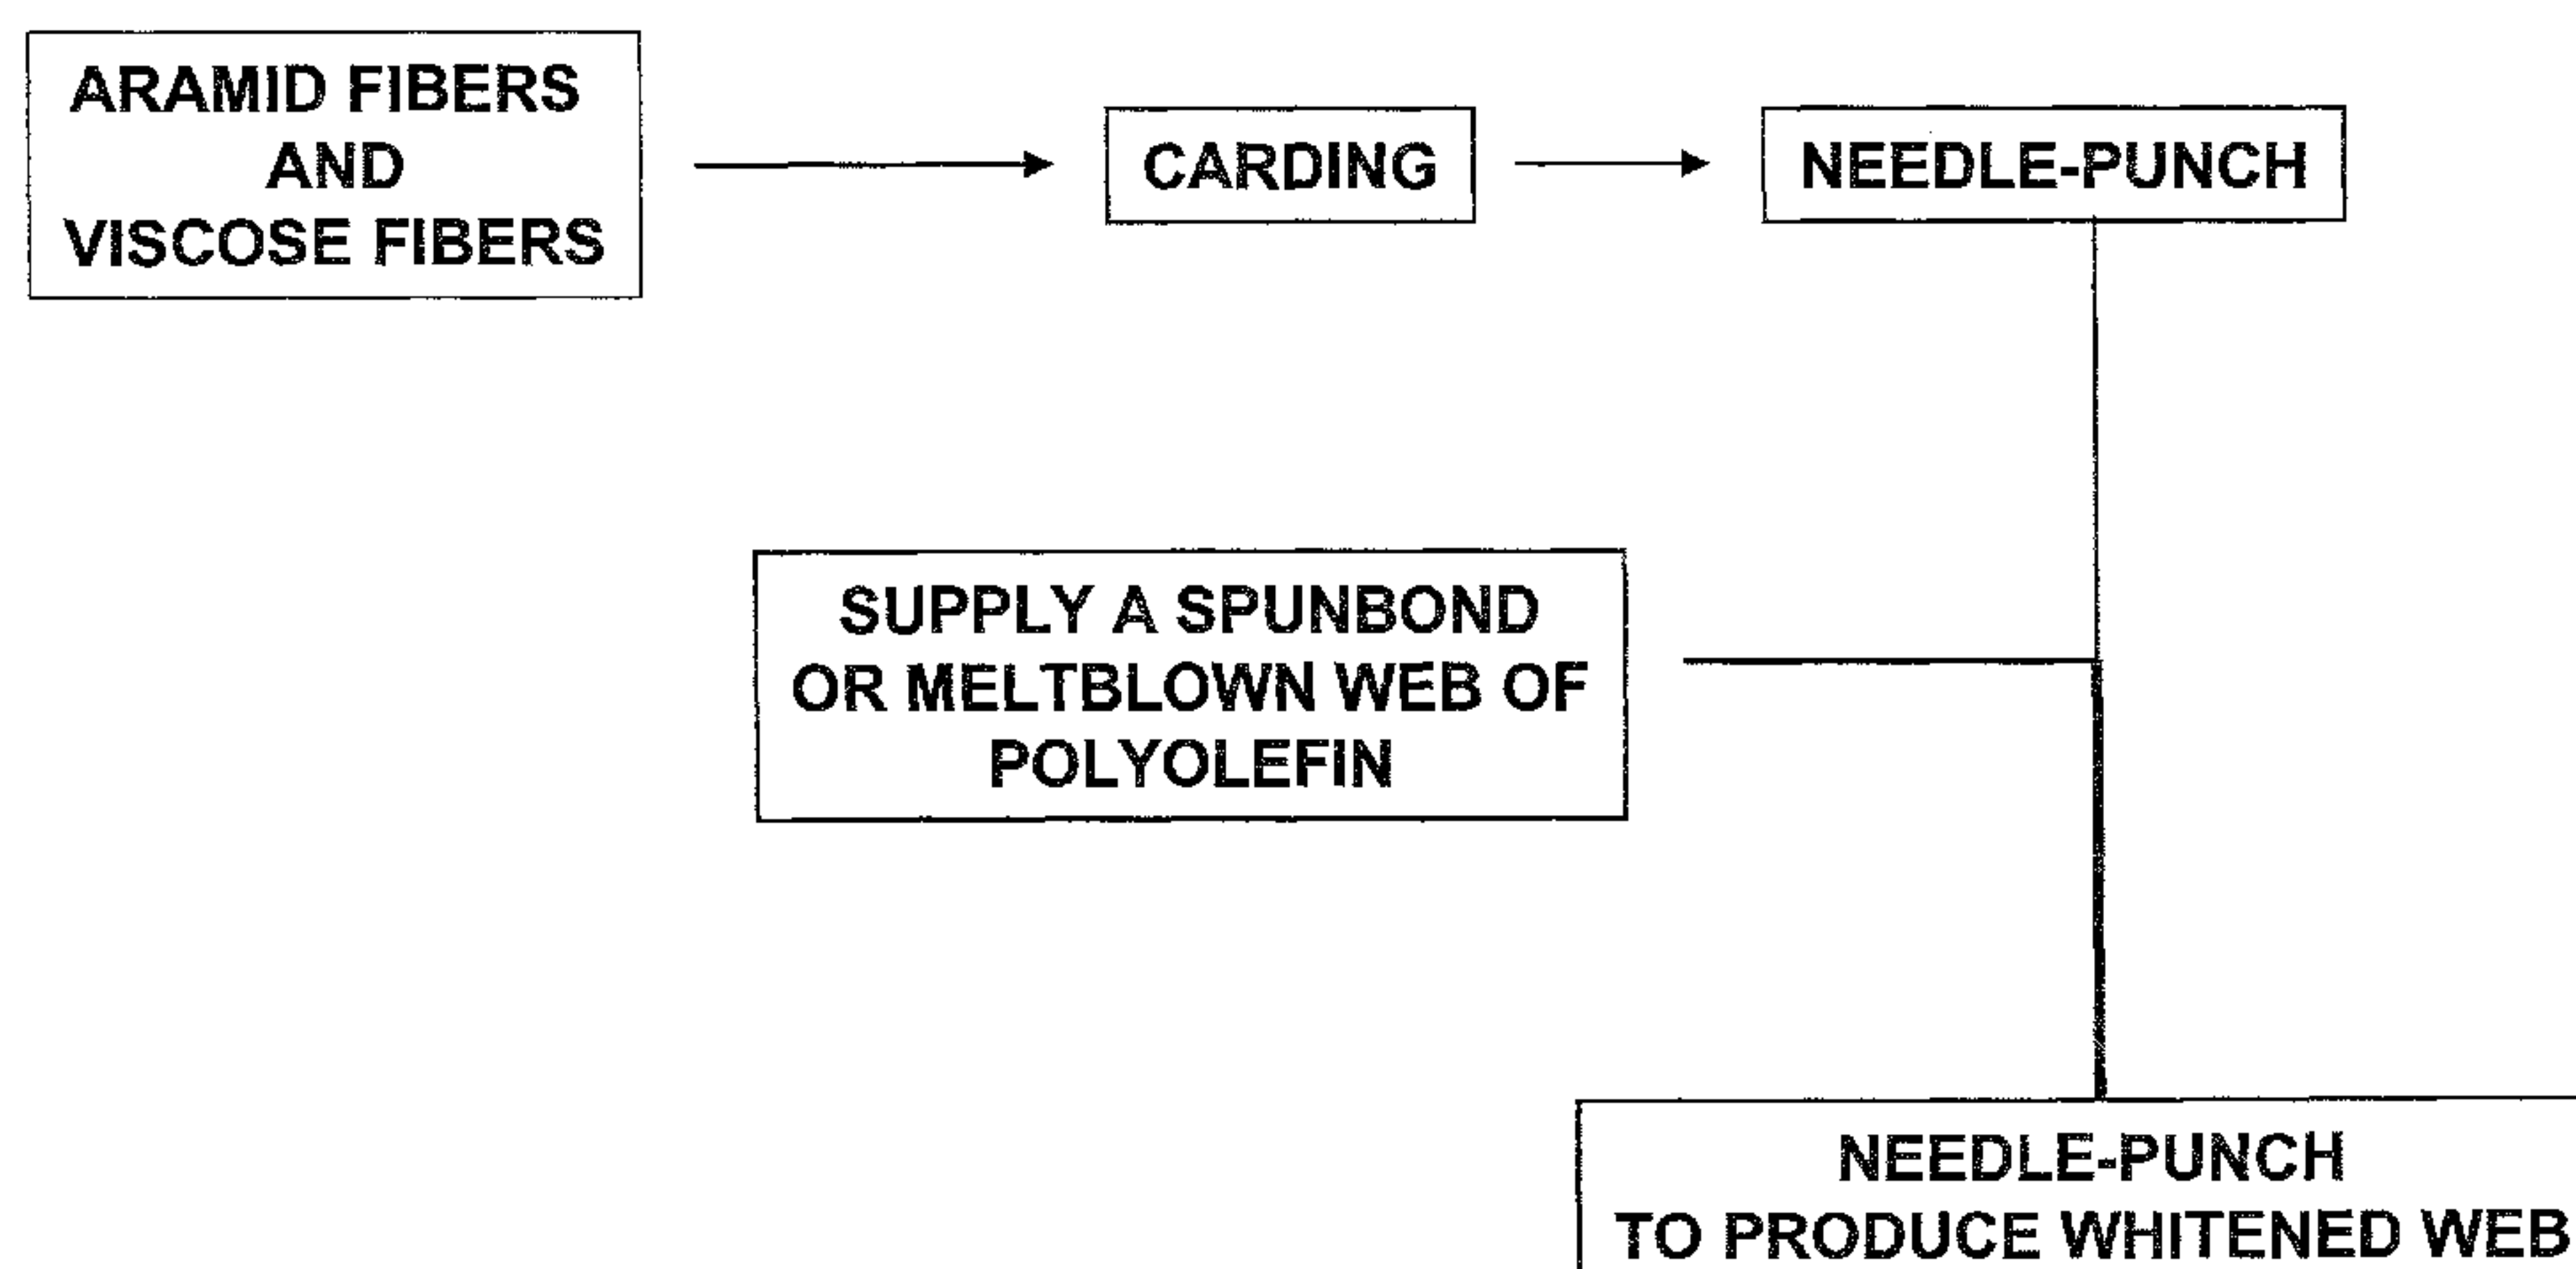 ARAMID FIBERS
AND
VISCOSE FIBERS
CARDING
NEEDLE-PUNCH
SUPPLY A SPUNBOND
OR MELTBLOWN WEB OF
POLYOLEFIN
NEEDLE-PUNCH
TO PRODUCE WHITENED WEB